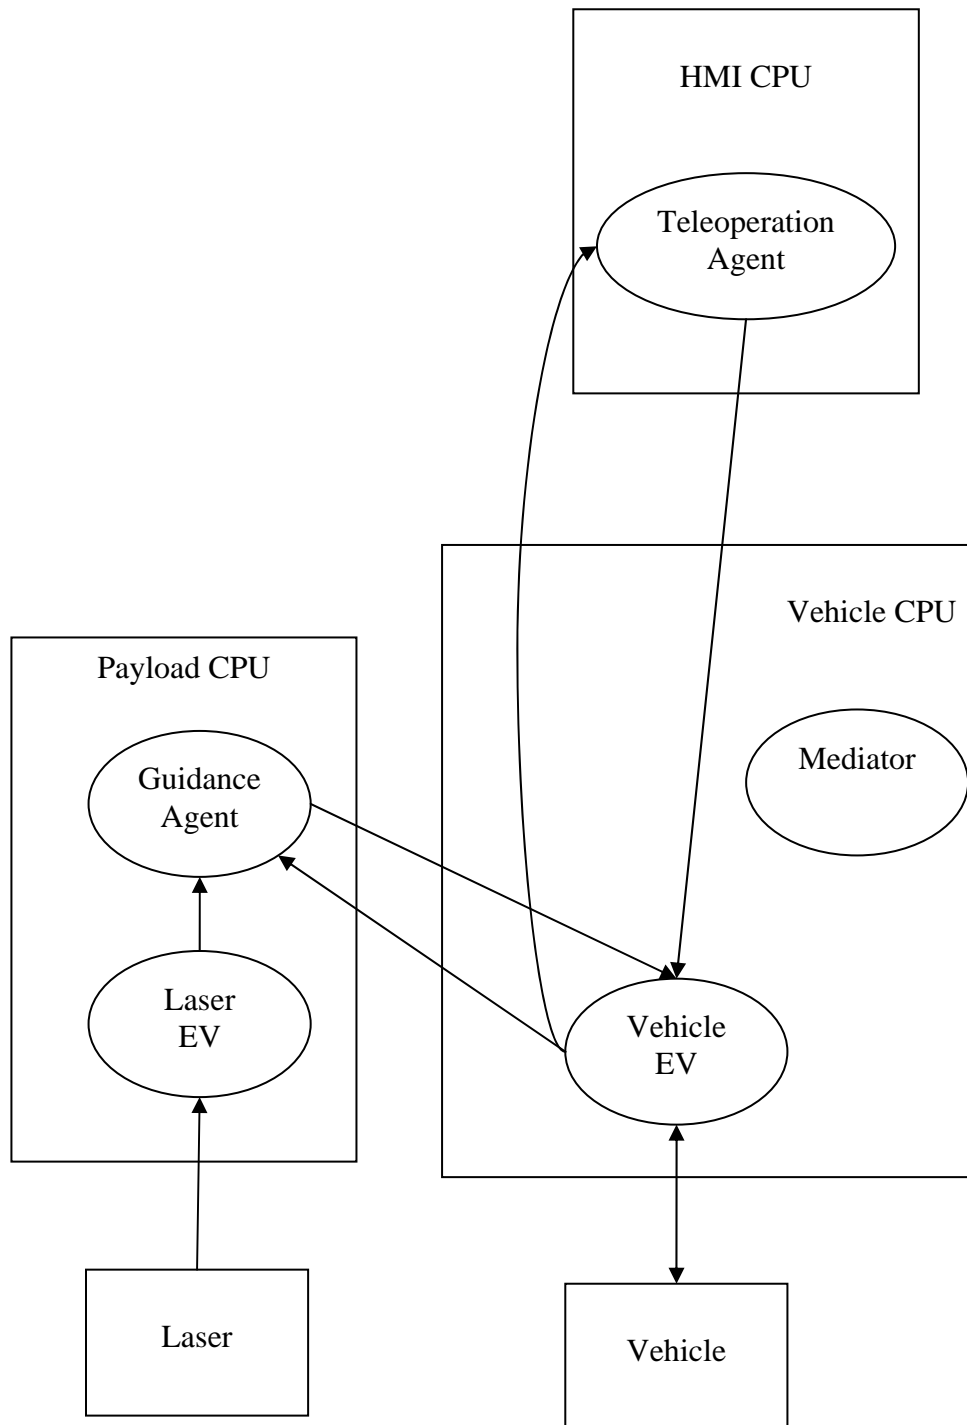 HMI CPU
Teleoperation
Agent
Vehicle CPU
Payload CPU
Mediator
Guidance
Agent
Laser
EV
Vehicle
EV
Laser
Vehicle